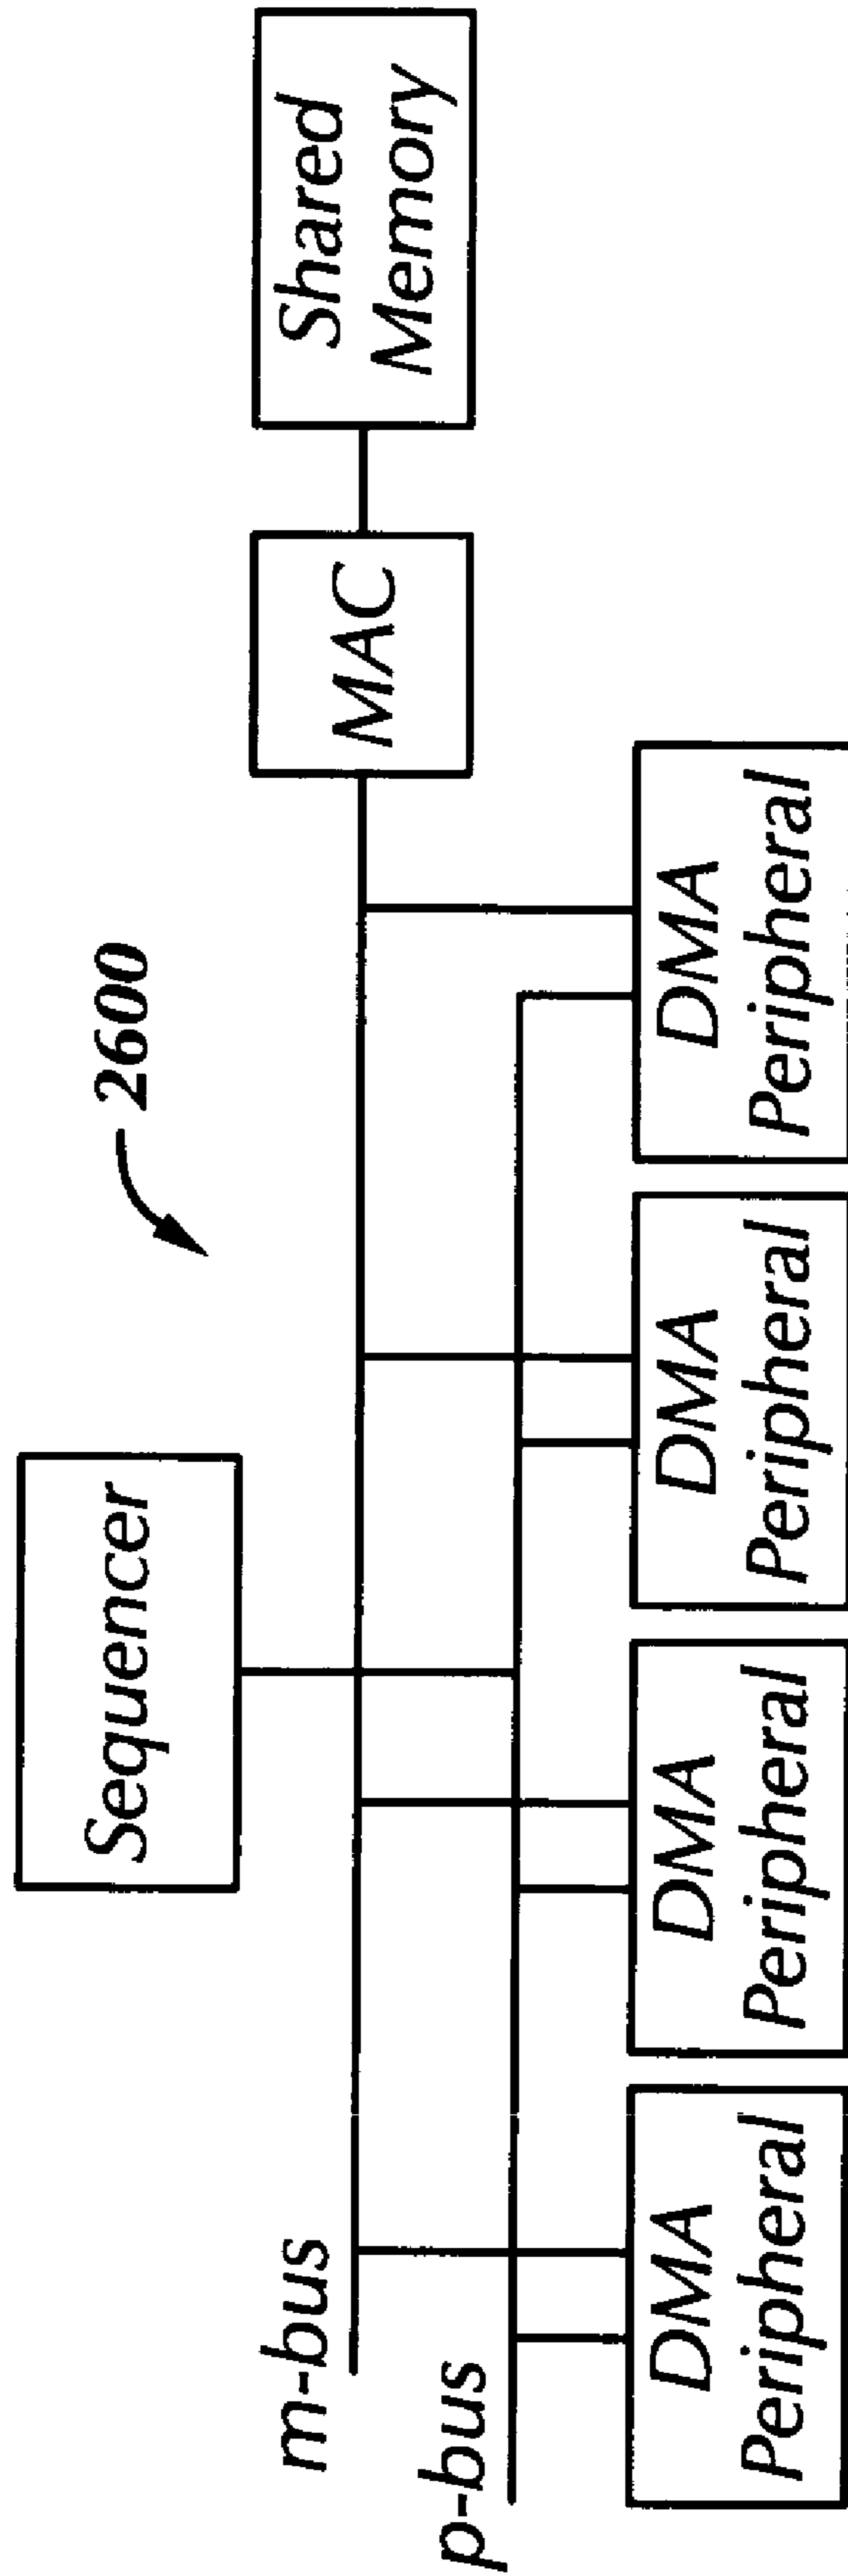 2600
Sequencer
Shared
Memory
MAC
m-bus
p-bus
DMA
Peripheral
DMA
Peripheral
DMA
Peripheral
DMA
Peripheral